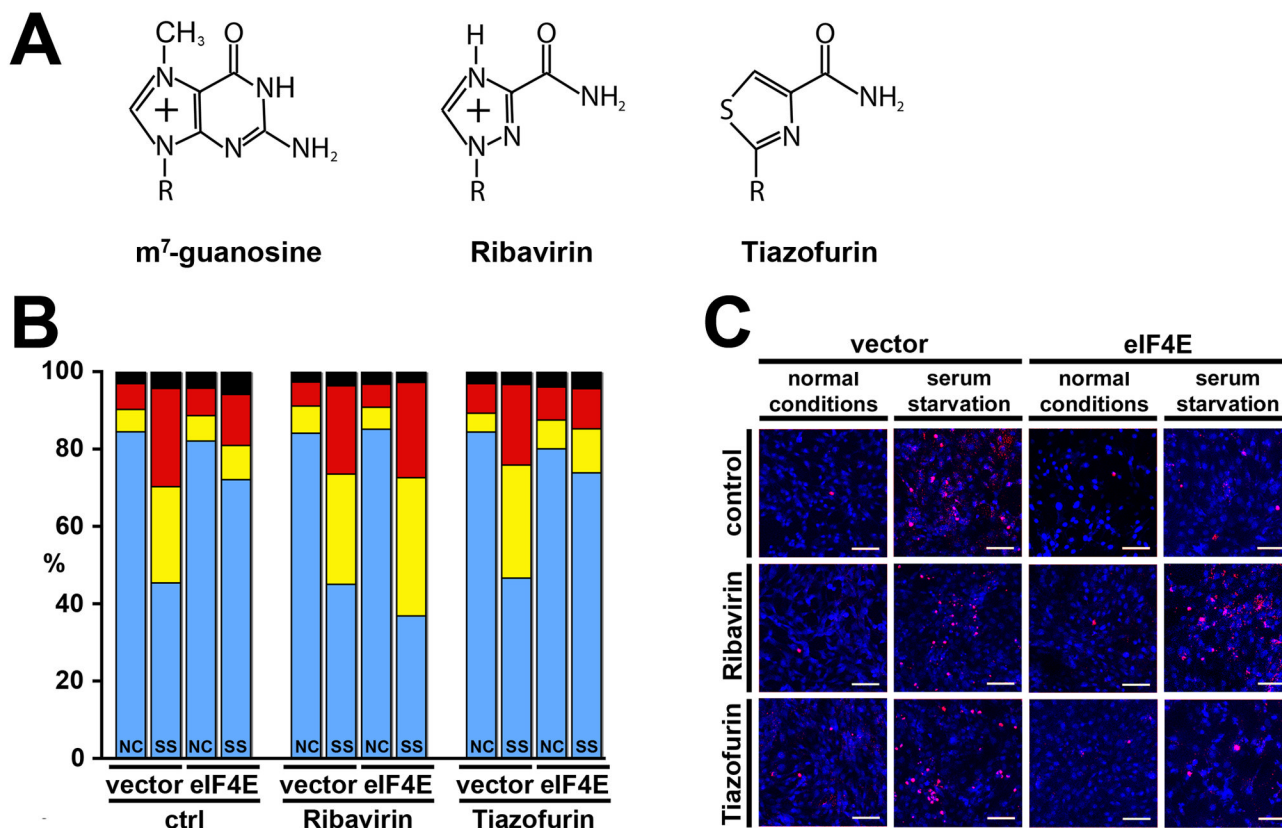 A
CH3
O
N
NH
+
N
N
NH2
R
m7-guanosine
H
O
N
NH2
+
N
N
R
Ribavirin
O
NH2
S
N
R
Tiazofurin
B
100
80
60
%
40
20
0
NC SS NC SS
NC SS NC SS
NC SS NC SS
vector eIF4E
vector eIF4E
vector eIF4E
ctrl
Ribavirin
Tiazofurin
C
vector
eIF4E
normal
conditions
serum
starvation
normal
conditions
serum
starvation
control
Ribavirin
Tiazofurin